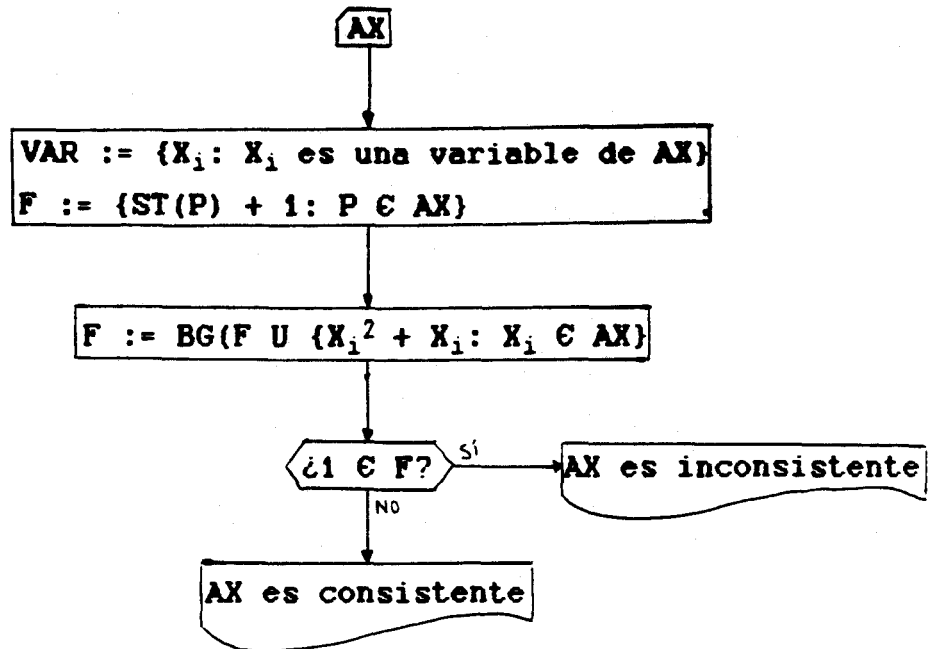 AX
VAR := {Xᵢ: Xᵢ es una variable de AX}
F := {ST(P) + 1: P Є AX}
F := BG(F U {Xᵢ² + Xᵢ: Xᵢ Є AX}
¿1 Є F?
sí
AX es inconsistente
NO
AX es consistente